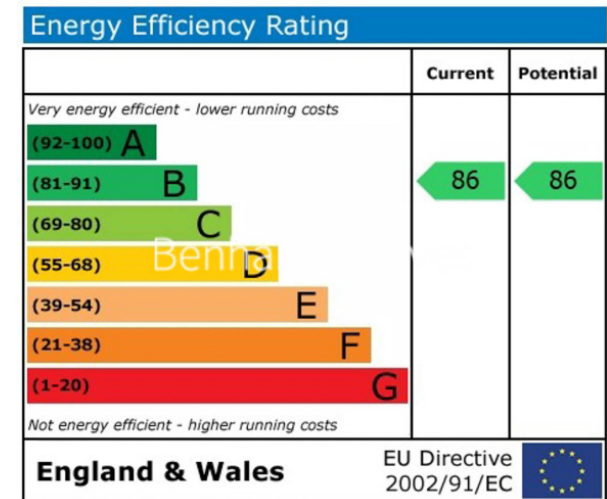 Energy Efficiency Rating
Current Potential
Very energy efficient - lower running costs
(92-100) A
(81-91) B 86 86
(69-80) C
(55-68) D
(39-54) E
(21-38) F
(1-20) G
Not energy efficient - higher running costs
England & Wales
EU Directive
2002/91/EC